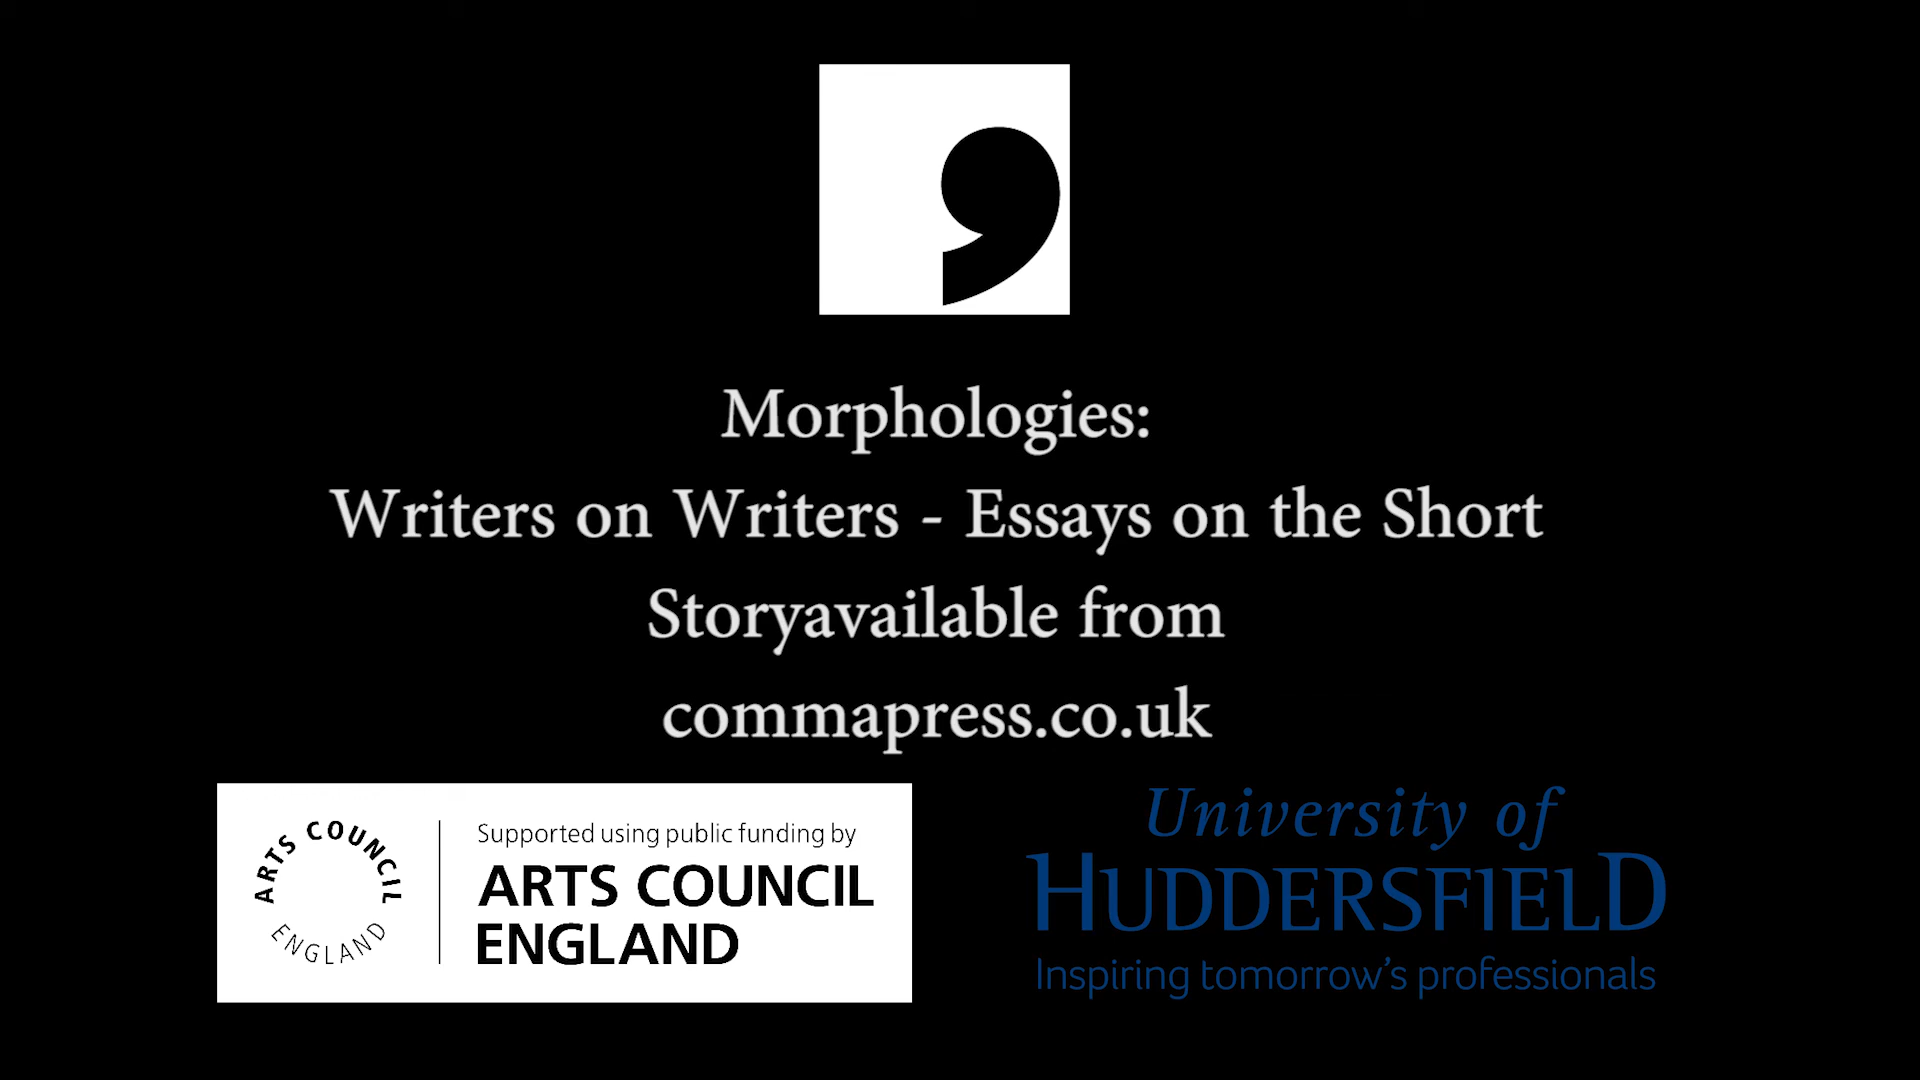 Morphologies:
Writers on Writers - Essays on the Short
Storyavailable from
commapress.co.uk
ARTS COUNCIL
ENGLAND
Supported using public funding by
ARTS COUNCIL
ENGLAND
University of
HUDDERSFIELD
Inspiring tomorrow's professionals